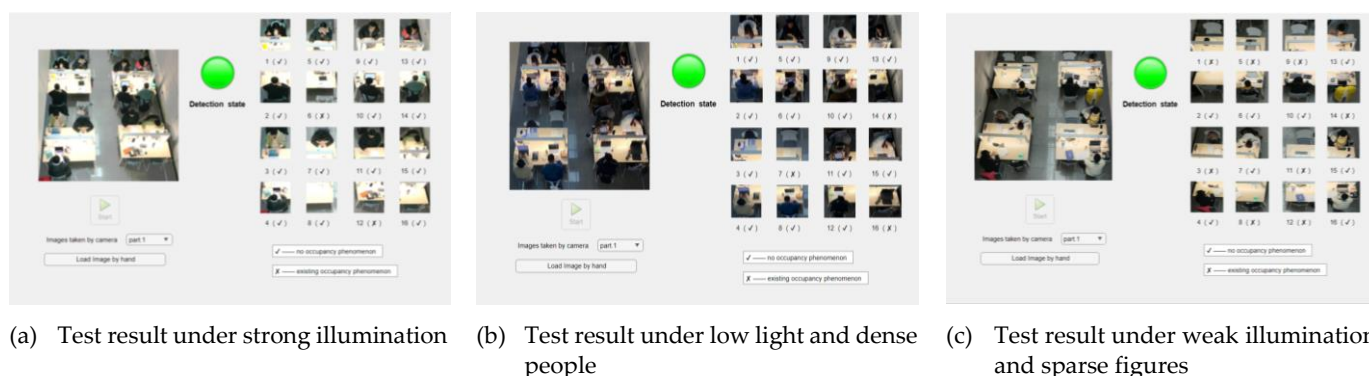 1 (✓) 5 (✓) 9 (✓) 13 (✓)
Detection state
2 (✓) 6 (✗) 10 (✓) 14 (✓)
3 (✓) 7 (✓) 11 (✓) 15 (✓)
Start
4 (✓) 8 (✓) 12 (✗) 16 (✓)
Images taken by camera part 1
✓ —— no occupancy phenomenon
Load Image by hand
✗ —— existing occupancy phenomenon
1 (✓) 5 (✓) 9 (✓) 13 (✓)
Detection state
2 (✓) 6 (✓) 10 (✓) 14 (✗)
3 (✓) 7 (✗) 11 (✓) 15 (✓)
Start
4 (✓) 8 (✓) 12 (✓) 16 (✗)
Images taken by camera part 1
✓ —— no occupancy phenomenon
Load Image by hand
✗ —— existing occupancy phenomenon
1 (✗) 5 (✗) 9 (✗) 13 (✓)
Detection state
2 (✓) 6 (✓) 10 (✓) 14 (✗)
3 (✗) 7 (✓) 11 (✗) 15 (✓)
Start
4 (✓) 8 (✗) 12 (✗) 16 (✓)
Images taken by camera part 1
✓ —— no occupancy phenomenon
Load Image by hand
✗ —— existing occupancy phenomenon
(a) Test result under strong illumination
(b) Test result under low light and dense
people
(c) Test result under weak illumination
and sparse figures